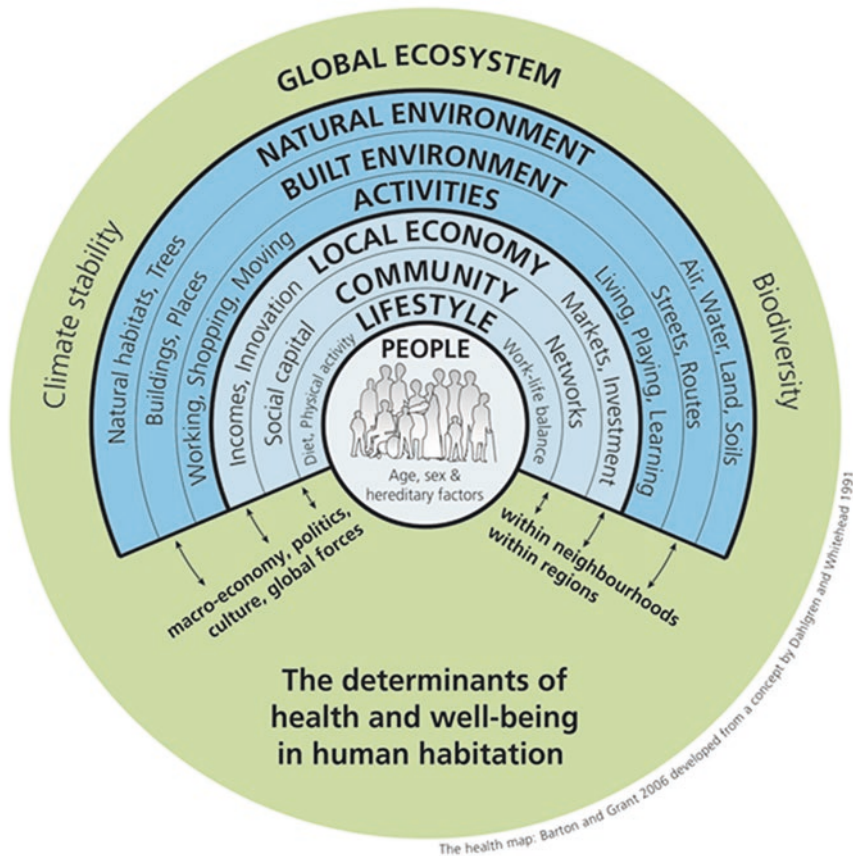 GLOBAL ECOSYSTEM
NATURAL ENVIRONMENT
BUILT ENVIRONMENT
ACTIVITIES
LOCAL ECONOMY
COMMUNITY
LIFESTYLE
PEOPLE
Age, sex &
hereditary factors
Climate stability
Natural habitats, Trees
Buildings, Places
Working, Shopping, Moving
Incomes, Innovation
Social capital
Diet, Physical activity
Work-life balance
Networks
Markets, Investment
Living, Playing, Learning
Streets, Routes
Air, Water, Land, Soils
Biodiversity
macro-economy, politics,
culture, global forces
within neighbourhoods
within regions
The determinants of
health and well-being
in human habitation
The health map: Barton and Grant 2006 developed from a concept by Dahlgren and Whitehead 1991